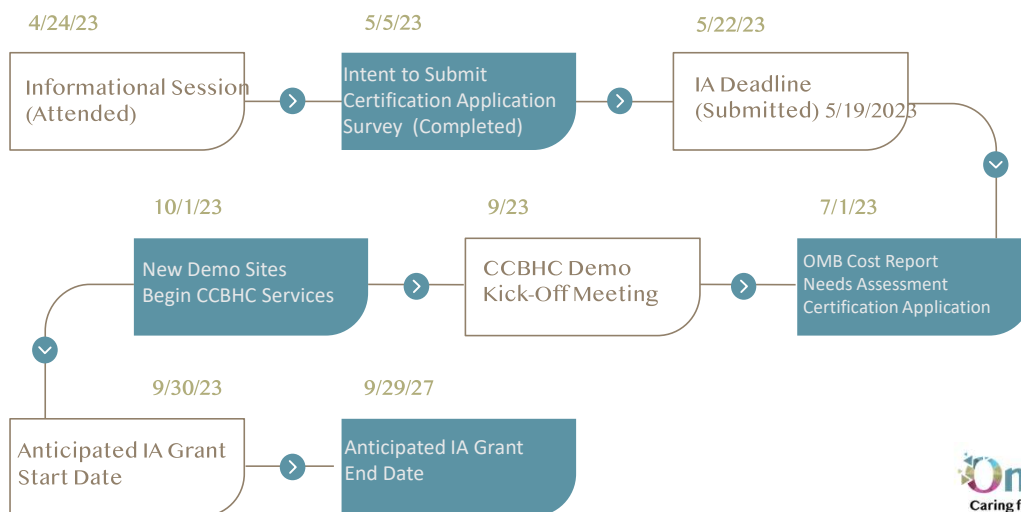 4/24/23
5/5/23
5/22/23
Informational Session
(Attended)
Intent to Submit
Certification Application
Survey (Completed)
IA Deadline
(Submitted) 5/19/2023
7/1/23
9/23
10/1/23
OMB Cost Report
Needs Assessment
Certification Application
CCBHC Demo
Kick-Off Meeting
New Demo Sites
Begin CCBHC Services
9/30/23
9/29/27
Anticipated IA Grant
Start Date
Anticipated IA Grant
End Date
Caring